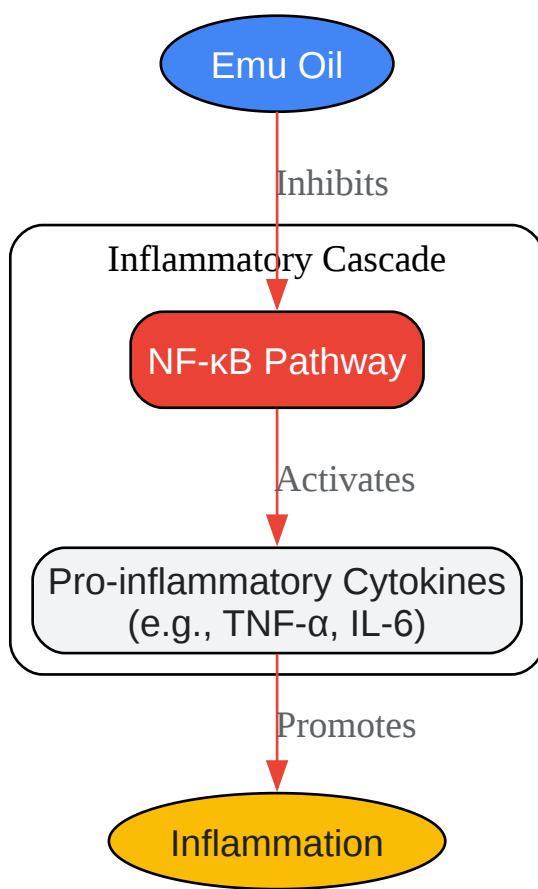 Emu Oil
Inhibits
Inflammatory Cascade
NF-κB Pathway
Activates
Pro-inflammatory Cytokines
(e.g., TNF-α, IL-6)
Promotes
Inflammation